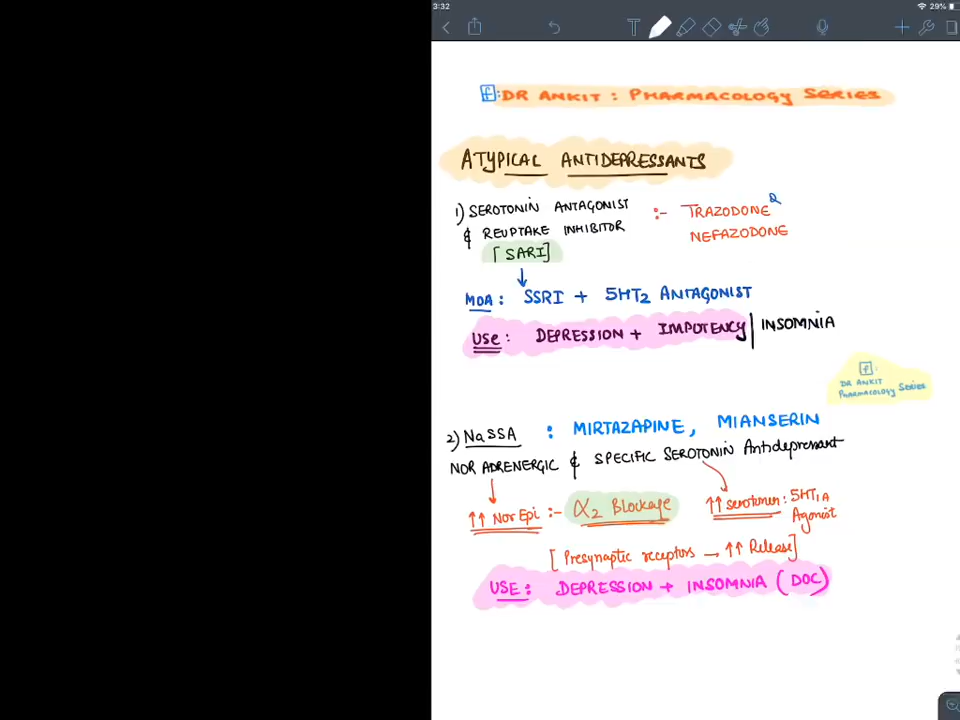 3:32
29%
f: DR ANKIT : PHARMACOLOGY SERIES
ATYPICAL ANTIDEPRESSANTS
1) SEROTONIN ANTAGONIST :- TRAZODONE
& REUPTAKE INHIBITOR NEFAZODONE
[SARI]
MOA: SSRI + 5HT2 ANTAGONIST
USE: DEPRESSION + IMPOTENCY | INSOMNIA
f:
DR ANKIT
PHARMACOLOGY SERIES
2) NaSSA : MIRTAZAPINE, MIANSERIN
NOR ADRENERGIC & SPECIFIC SEROTONIN Antidepressant
↑↑ Nor Epi :- α2 Blockage ↑↑ serotonin : 5HT1A
Agonist
[Presynaptic receptors → ↑↑ Release]
USE: DEPRESSION + INSOMNIA (DOC)